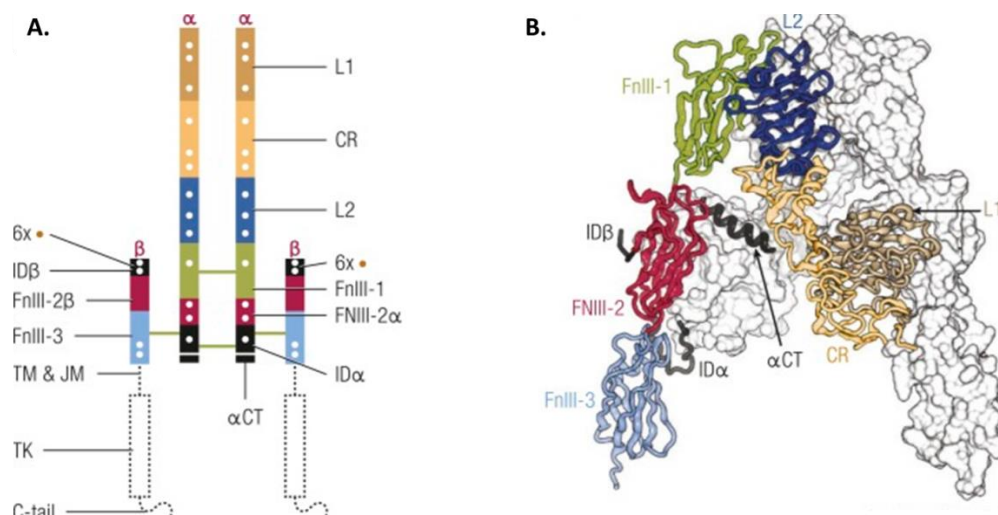 A.
α α
L1
CR
L2
6x
β β
6x
IDβ
FnIII-2β
FnIII-1
FNIII-2α
FnIII-3
IDα
TM & JM
αCT
TK
C-tail
B.
L2
FnIII-1
L1
IDβ
FNIII-2
αCT
CR
IDα
FnIII-3